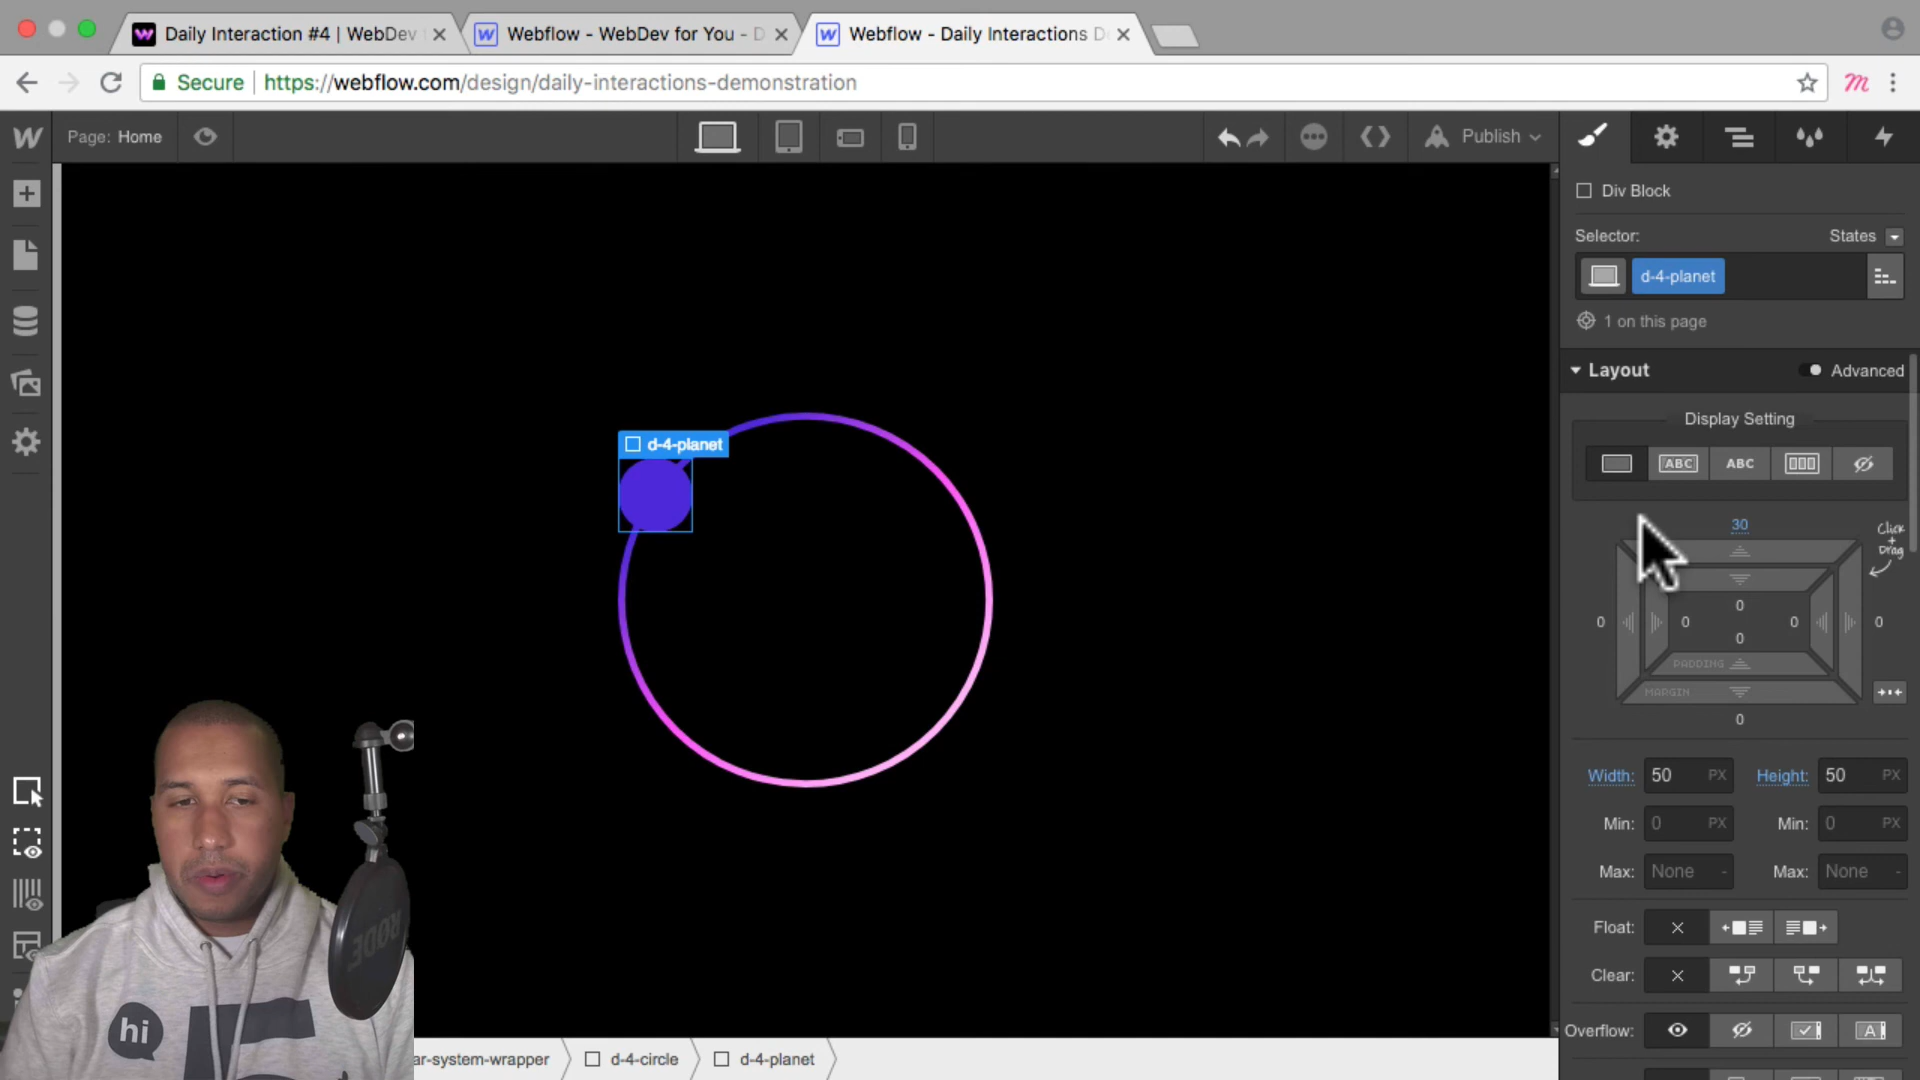 Daily Interaction #4 | WebDev
Webflow - WebDev for You - D
Webflow - Daily Interactions D
Secure
https://webflow.com/design/daily-interactions-demonstration
Page: Home
Publish
Div Block
Selector:
States
d-4-planet
1 on this page
Layout
Advanced
Display Setting
ABC
ABC
30
Click
+
Drag
0
0
0
0
0
0
PADDING
MARGIN
0
Width: 50 PX
Height: 50 PX
Min: 0 PX
Min: 0 PX
Max: None -
Max: None -
Float:
Clear:
Overflow:
A
d-4-planet
hi
RODE
ar-system-wrapper
d-4-circle
d-4-planet